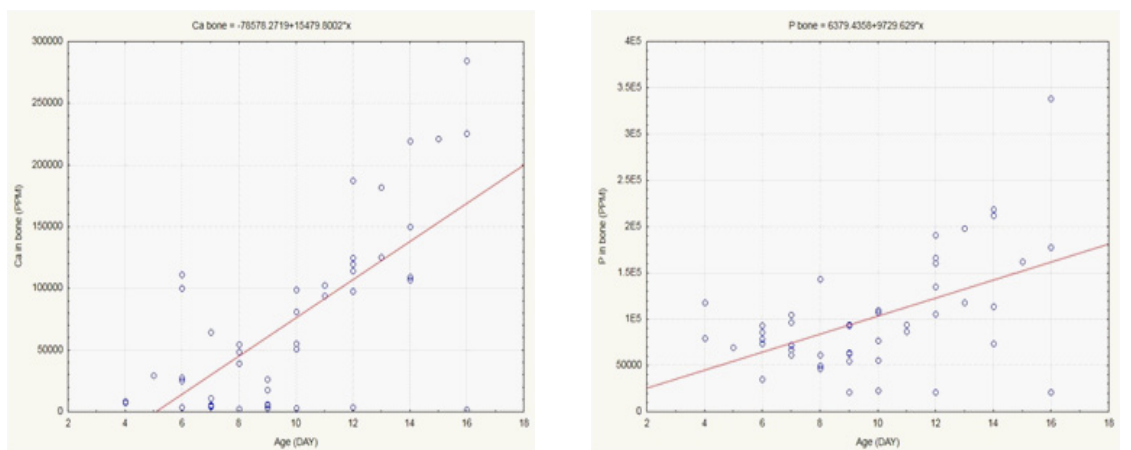 Ca bone = -78578.2719+15479.8002*x
300000
250000
200000
150000
100000
50000
0
Ca in bone (PPM)
2 4 6 8 10 12 14 16 18
Age (DAY)
P bone = 6379.4358+9729.629*x
4E5
3.5E5
3E5
2.5E5
2E5
1.5E5
1E5
50000
0
P in bone (PPM)
2 4 6 8 10 12 14 16 18
Age (DAY)